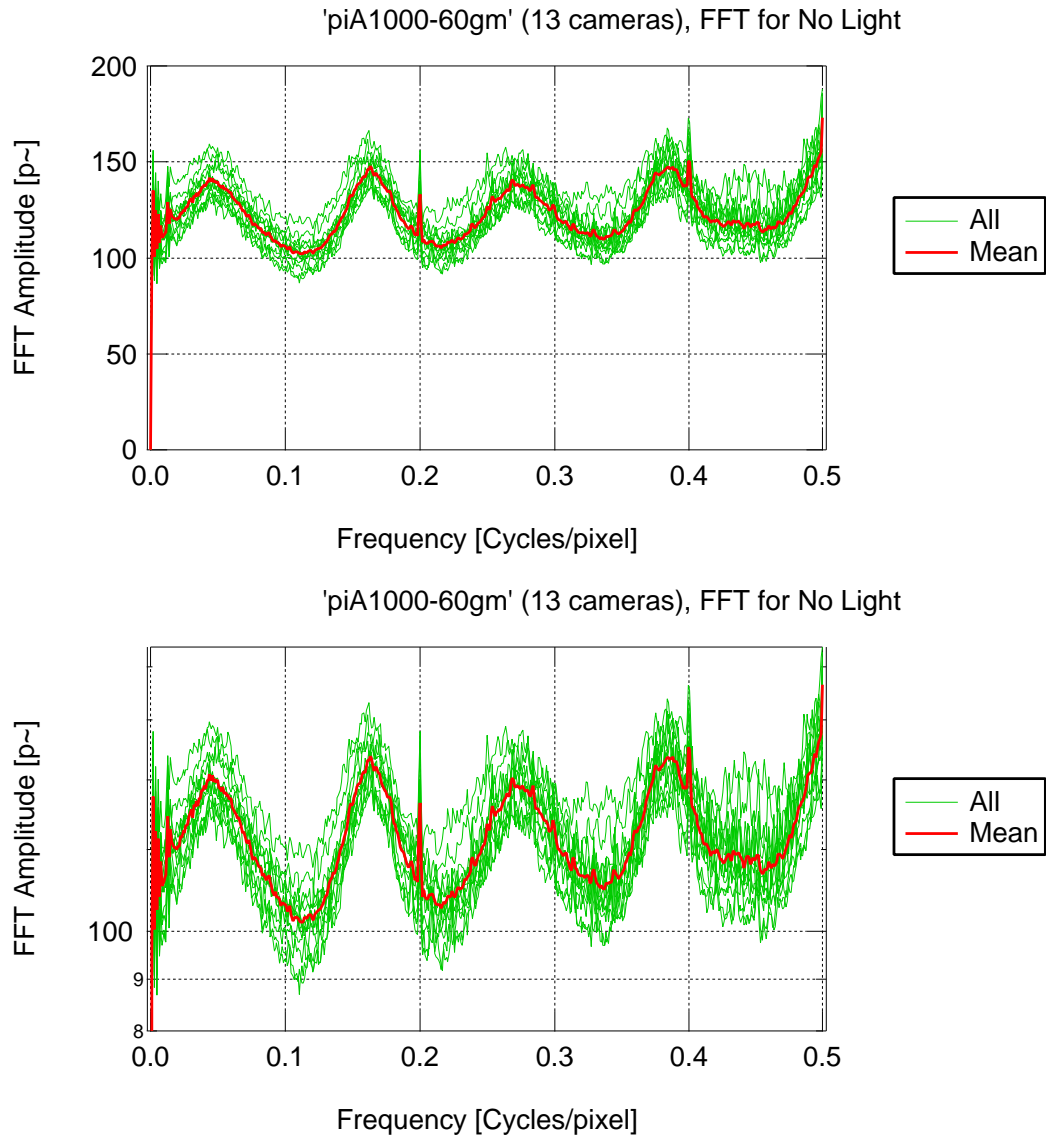 'piA1000-60gm' (13 cameras), FFT for No Light
FFT Amplitude [p~]
200
150
100
50
0
0.0 0.1 0.2 0.3 0.4 0.5
Frequency [Cycles/pixel]
All
Mean
'piA1000-60gm' (13 cameras), FFT for No Light
FFT Amplitude [p~]
100
9
8
0.0 0.1 0.2 0.3 0.4 0.5
Frequency [Cycles/pixel]
All
Mean